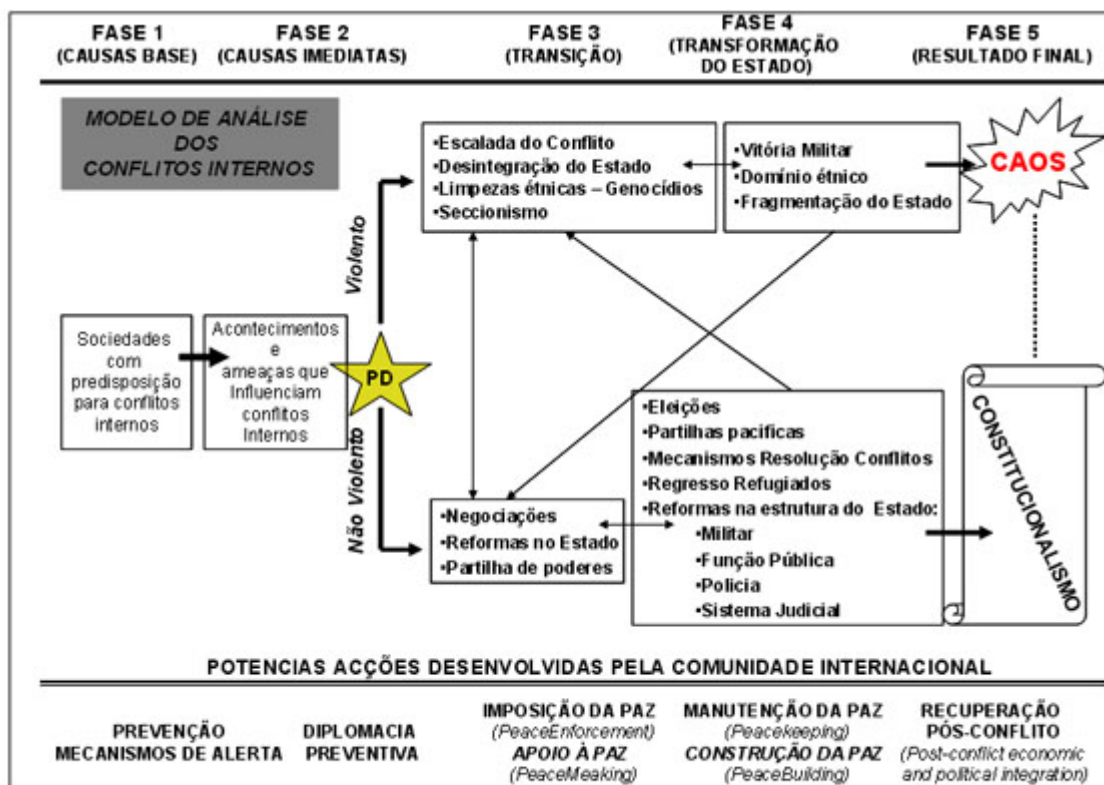 FASE 1
(CAUSAS BASE)
FASE 2
(CAUSAS IMEDIATAS)
FASE 3
(TRANSIÇÃO)
FASE 4
(TRANSFORMAÇÃO
DO ESTADO)
FASE 5
(RESULTADO FINAL)
MODELO DE ANÁLISE
DOS
CONFLITOS INTERNOS
Sociedades
com
predisposição
para conflitos
internos
Acontecimentos
e
ameaças que
Influenciam
conflitos
Internos
PD
Violento
Não Violento
•Escalada do Conflito
•Desintegração do Estado
•Limpezas étnicas – Genocídios
•Seccionismo
•Vitória Militar
•Domínio étnico
•Fragmentação do Estado
CAOS
•Negociações
•Reformas no Estado
•Partilha de poderes
•Eleições
•Partilhas pacíficas
•Mecanismos Resolução Conflitos
•Regresso Refugiados
•Reformas na estrutura do Estado:
•Militar
•Função Pública
•Policia
•Sistema Judicial
CONSTITUCIONALISMO
POTENCIAS ACÇÕES DESENVOLVIDAS PELA COMUNIDADE INTERNACIONAL
PREVENÇÃO
MECANISMOS DE ALERTA
DIPLOMACIA
PREVENTIVA
IMPOSIÇÃO DA PAZ
(PeaceEnforcement)
APOIO À PAZ
(PeaceMeaking)
MANUTENÇÃO DA PAZ
(Peacekeeping)
CONSTRUÇÃO DA PAZ
(PeaceBuilding)
RECUPERAÇÃO
PÓS-CONFLITO
(Post-conflict economic
and political integration)